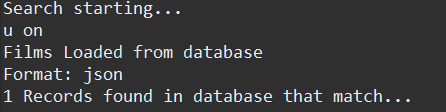 Search starting...
u on
Films Loaded from database
Format: json
1 Records found in database that match...